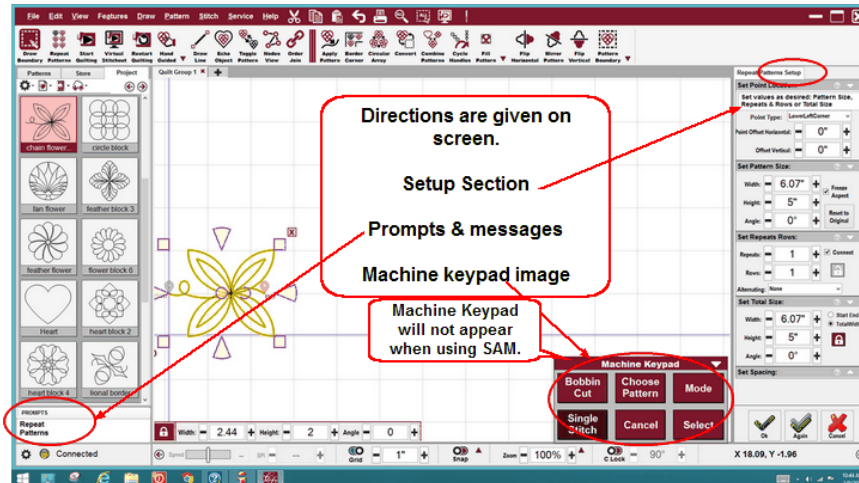 File Edit View Features Draw Pattern Stitch Service Help
Draw Boundary
Repeat Patterns
Start Quilting
Virtual Stitchout
Restart Quilting
Hand Guided
Draw Line
Echo Object
Toggle Pattern
Nodes View
Order Join
Apply Pattern
Border Corner
Circular Array
Convert
Combine Patterns
Cycle Handles
Fill Pattern
Flip Horizontal
Mirror Pattern
Flip Vertical
Pattern Boundary
Patterns Store Project
Quilt Group 1
chain flower...
circle block
fan flower
feather block 3
feather flower
flower block 6
Heart
heart block 2
heart block 4
tional border
PROMPTS
Repeat
Patterns
Connected
Directions are given on
screen.
Setup Section
Prompts & messages
Machine keypad image
Machine Keypad
will not appear
when using SAM.
Machine Keypad
Bobbin Cut
Choose Pattern
Mode
Single Stitch
Cancel
Select
Width: 2.44 Height: 2 Angle 0
Speed
Grid 1"
Snap
Zoom 100%
C Lock 90°
X 18.09, Y -1.96
Repeat Patterns Setup
Set Point Location:
Set values as desired: Pattern Size,
Repeats & Rows or Total Size
Point Type: LowerLeftCorner
Point Offset Horizontal: 0"
Offset Vertical: 0"
Set Pattern Size:
Width: 6.07"
Height: 5"
Angle: 0°
Freeze Aspect
Reset to Original
Set Repeats Rows:
Repeats: 1
Connect
Rows: 1
Alternating: None
Set Total Size:
Width: 6.07"
Height: 5"
Angle: 0°
Start End
TotalWidth
Set Spacing:
Ok
Again
Cancel